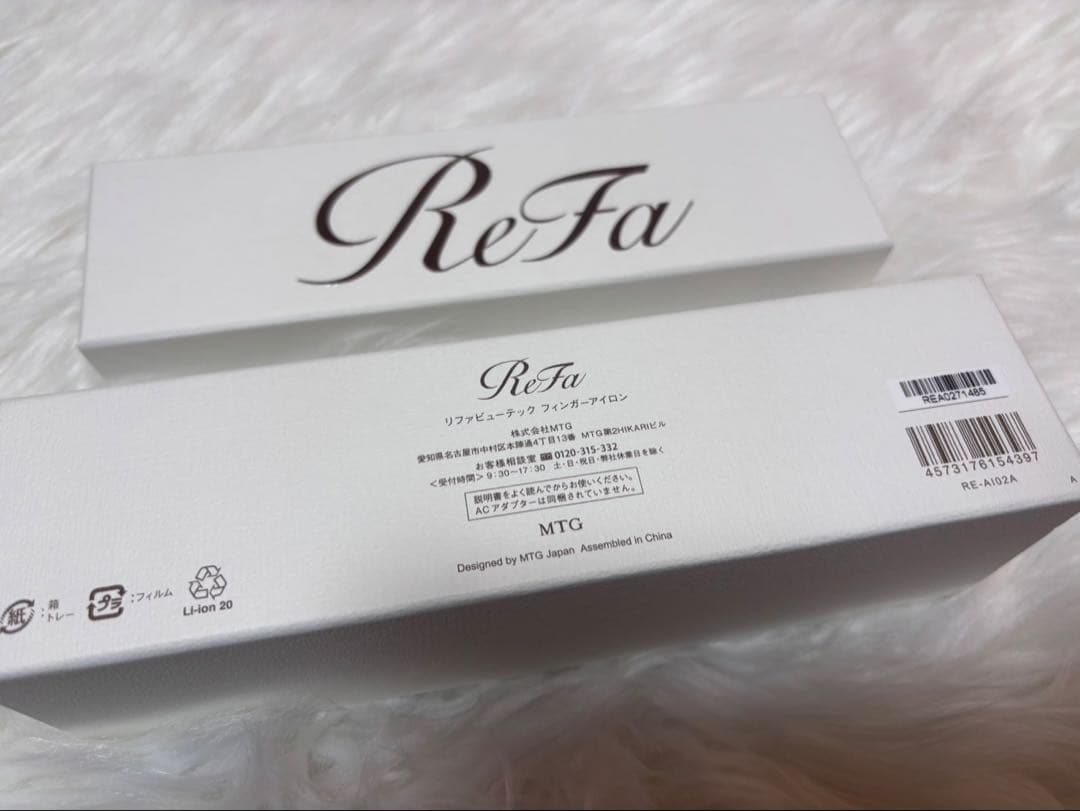 ReFa
ReFa
リファビューテック フィンガーアイロン
株式会社MTG
愛知県名古屋市中村区本陣通4丁目13番 MTG第2HIKARIビル
お客様相談室 0120-315-332
<受付時間> 9:30〜17:30 土・日・祝日・弊社休業日を除く
説明書をよく読んでからお使いください。
ACアダプターは同梱されていません。
MTG
Designed by MTG Japan Assembled in China
REA0271485
4573176154397
RE-AI02A
A
紙 :箱
トレー
プラ :フィルム
Li-ion 20